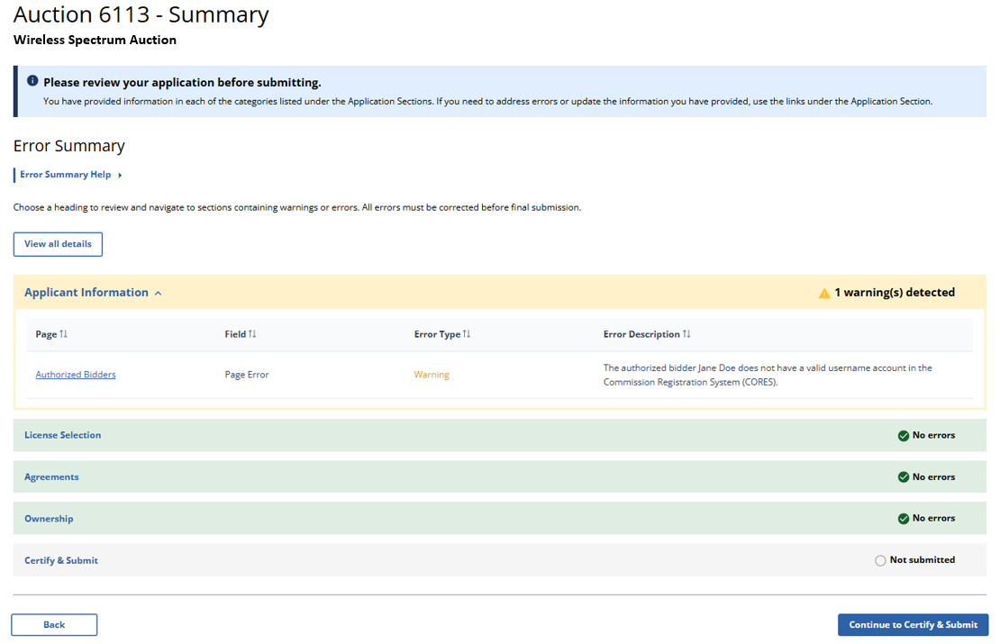 Auction 6113 - Summary
Wireless Spectrum Auction
Please review your application before submitting.
You have provided information in each of the categories listed under the Application Sections. If you need to address errors or update the information you have provided, use the links under the Application Section.
Error Summary
Error Summary Help
Choose a heading to review and navigate to sections containing warnings or errors. All errors must be corrected before final submission.
View all details
Applicant Information 1 warning(s) detected
Page Field Error Type Error Description
Authorized Bidders Page Error Warning The authorized bidder Jane Doe does not have a valid username account in the
Commission Registration System (CORES).
License Selection No errors
Agreements No errors
Ownership No errors
Certify & Submit Not submitted
Back Continue to Certify & Submit